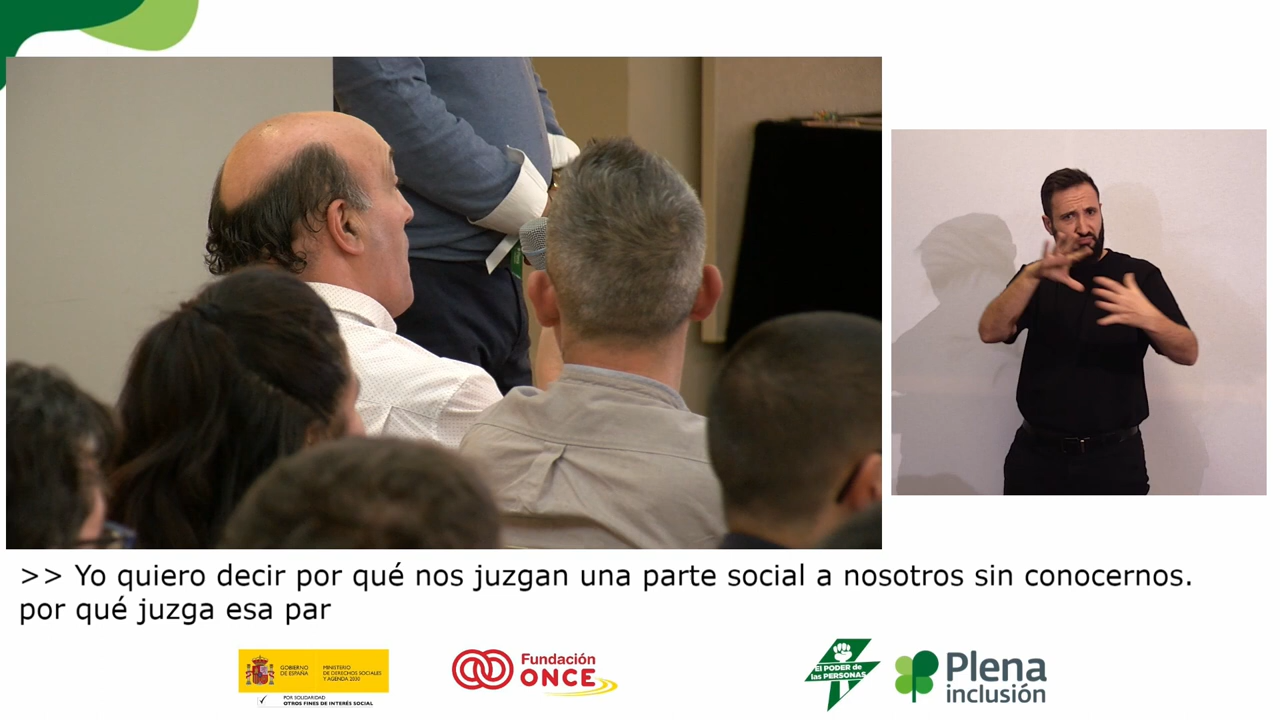 >> Yo quiero decir por qué nos juzgan una parte social a nosotros sin conocernos.
por qué juzga esa par
GOBIERNO
DE ESPAÑA
MINISTERIO
DE DERECHOS SOCIALES
Y AGENDA 2030
POR SOLIDARIDAD
OTROS FINES DE INTERÉS SOCIAL
Fundación
ONCE
El PODER de
las PERSONAS
Plena
inclusión